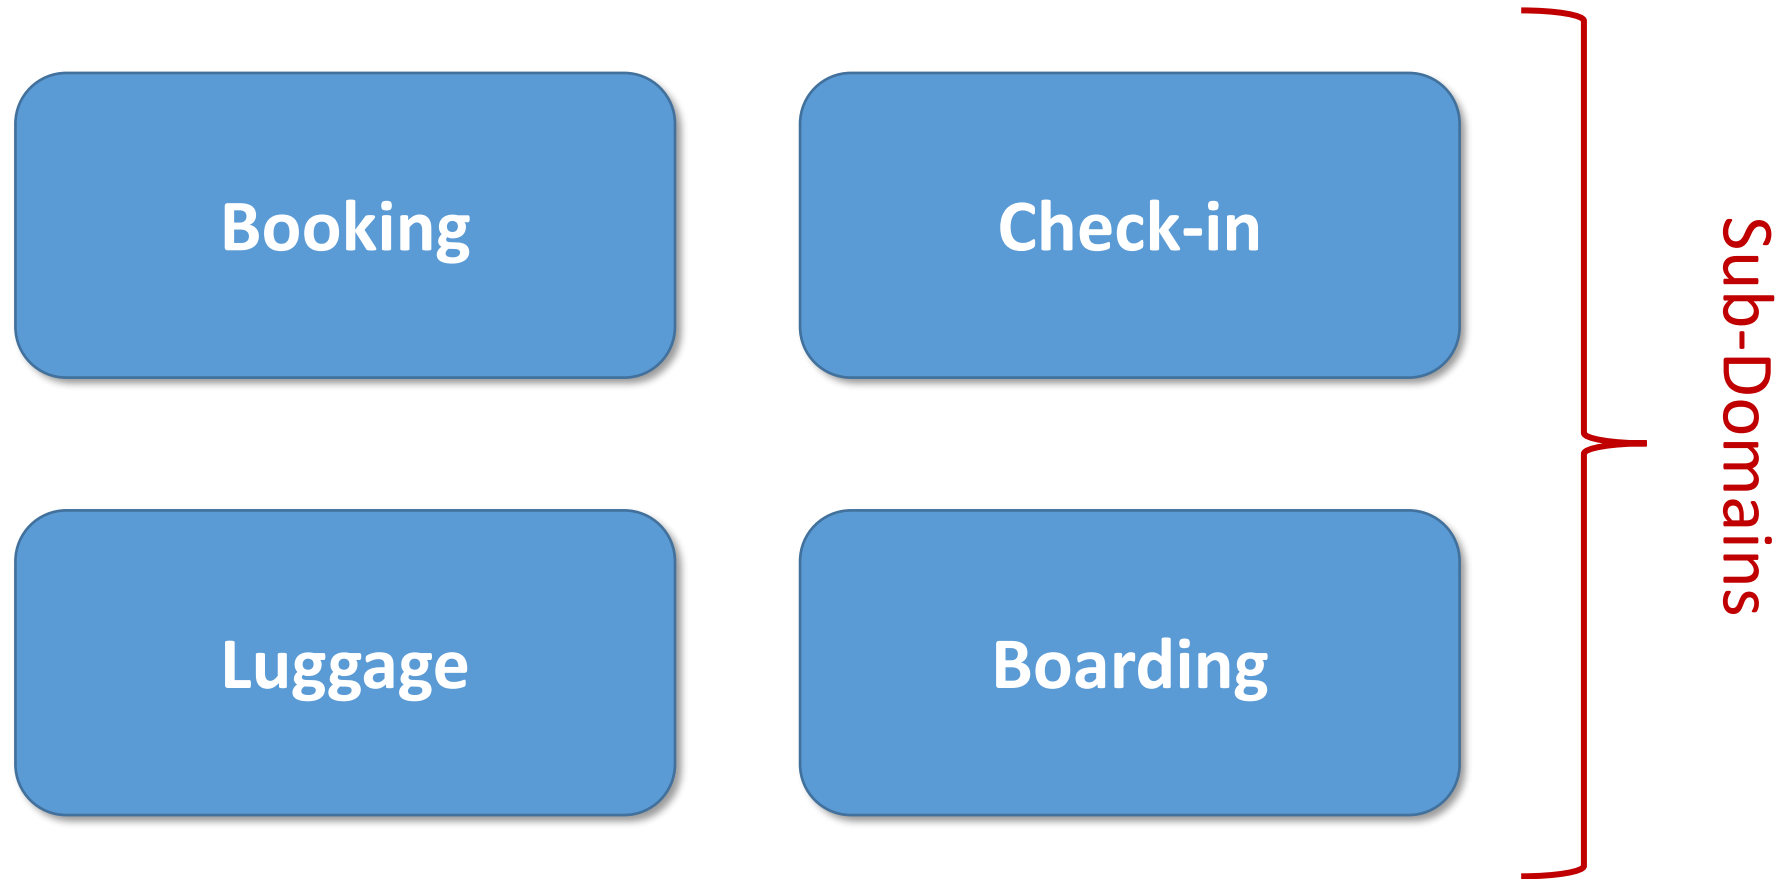 Booking
Check-in
Luggage
Boarding
Sub-Domains